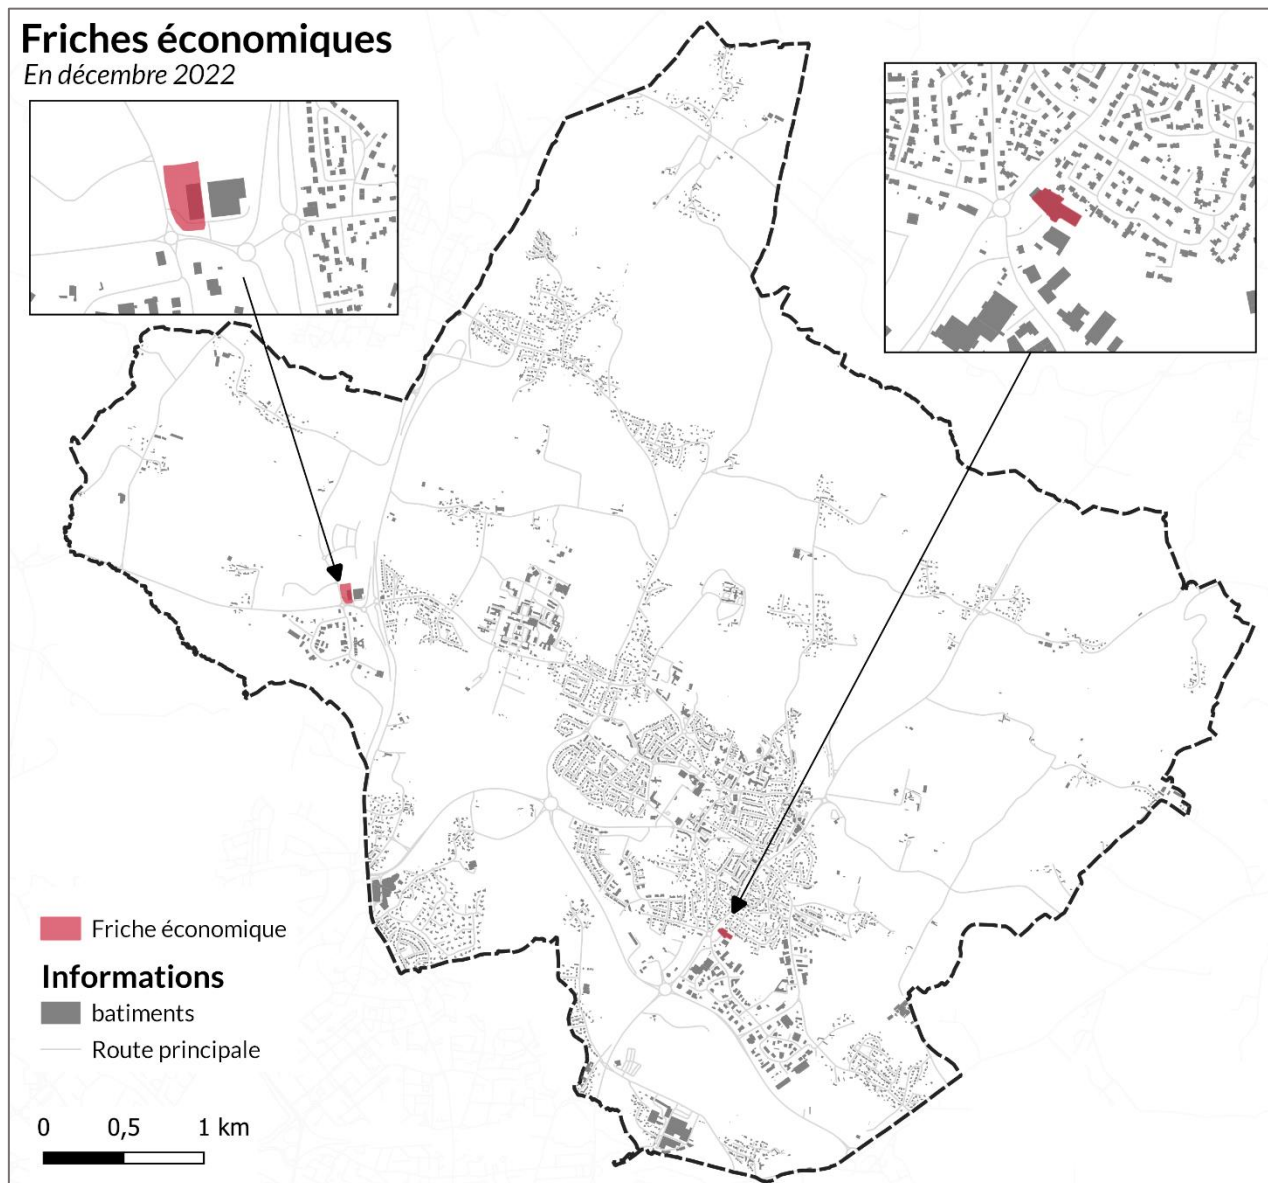 Friches économiques
En décembre 2022
Friche économique
Informations
batiments
Route principale
0 0,5 1 km